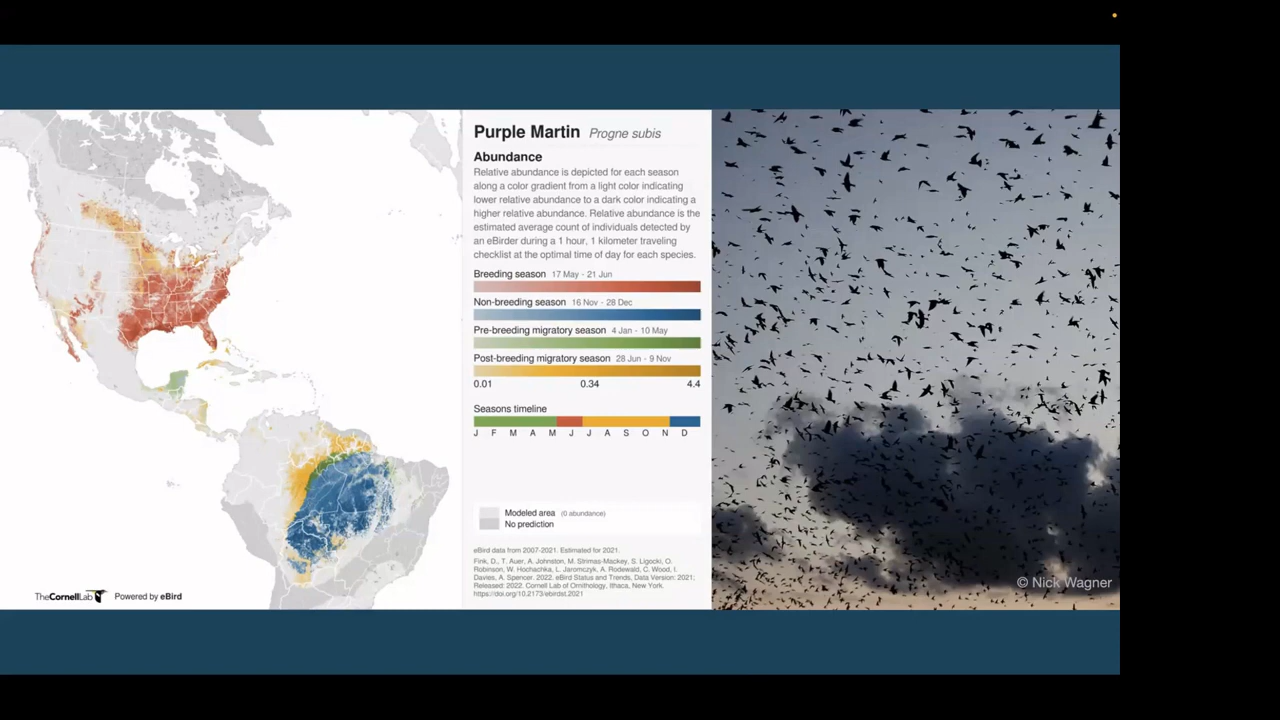 Purple Martin Progne subis
Abundance
Relative abundance is depicted for each season
along a color gradient from a light color indicating
lower relative abundance to a dark color indicating a
higher relative abundance. Relative abundance is the
estimated average count of individuals detected by
an eBirder during a 1 hour, 1 kilometer traveling
checklist at the optimal time of day for each species.
Breeding season 17 May - 21 Jun
Non-breeding season 16 Nov - 28 Dec
Pre-breeding migratory season 4 Jan - 10 May
Post-breeding migratory season 28 Jun - 9 Nov
0.01 0.34 4.4
Seasons timeline
J F M A M J J A S O N D
Modeled area (0 abundance)
No prediction
eBird data from 2007-2021. Estimated for 2021.
Fink, D., T. Auer, A. Johnston, M. Strimas-Mackey, S. Ligocki, O.
Robinson, W. Hochachka, L. Jaromczyk, A. Rodewald, C. Wood, I.
Davies, A. Spencer. 2022. eBird Status and Trends, Data Version: 2021;
Released: 2022. Cornell Lab of Ornithology, Ithaca, New York.
https://doi.org/10.2173/ebirdst.2021
TheCornellLab Powered by eBird
© Nick Wagner